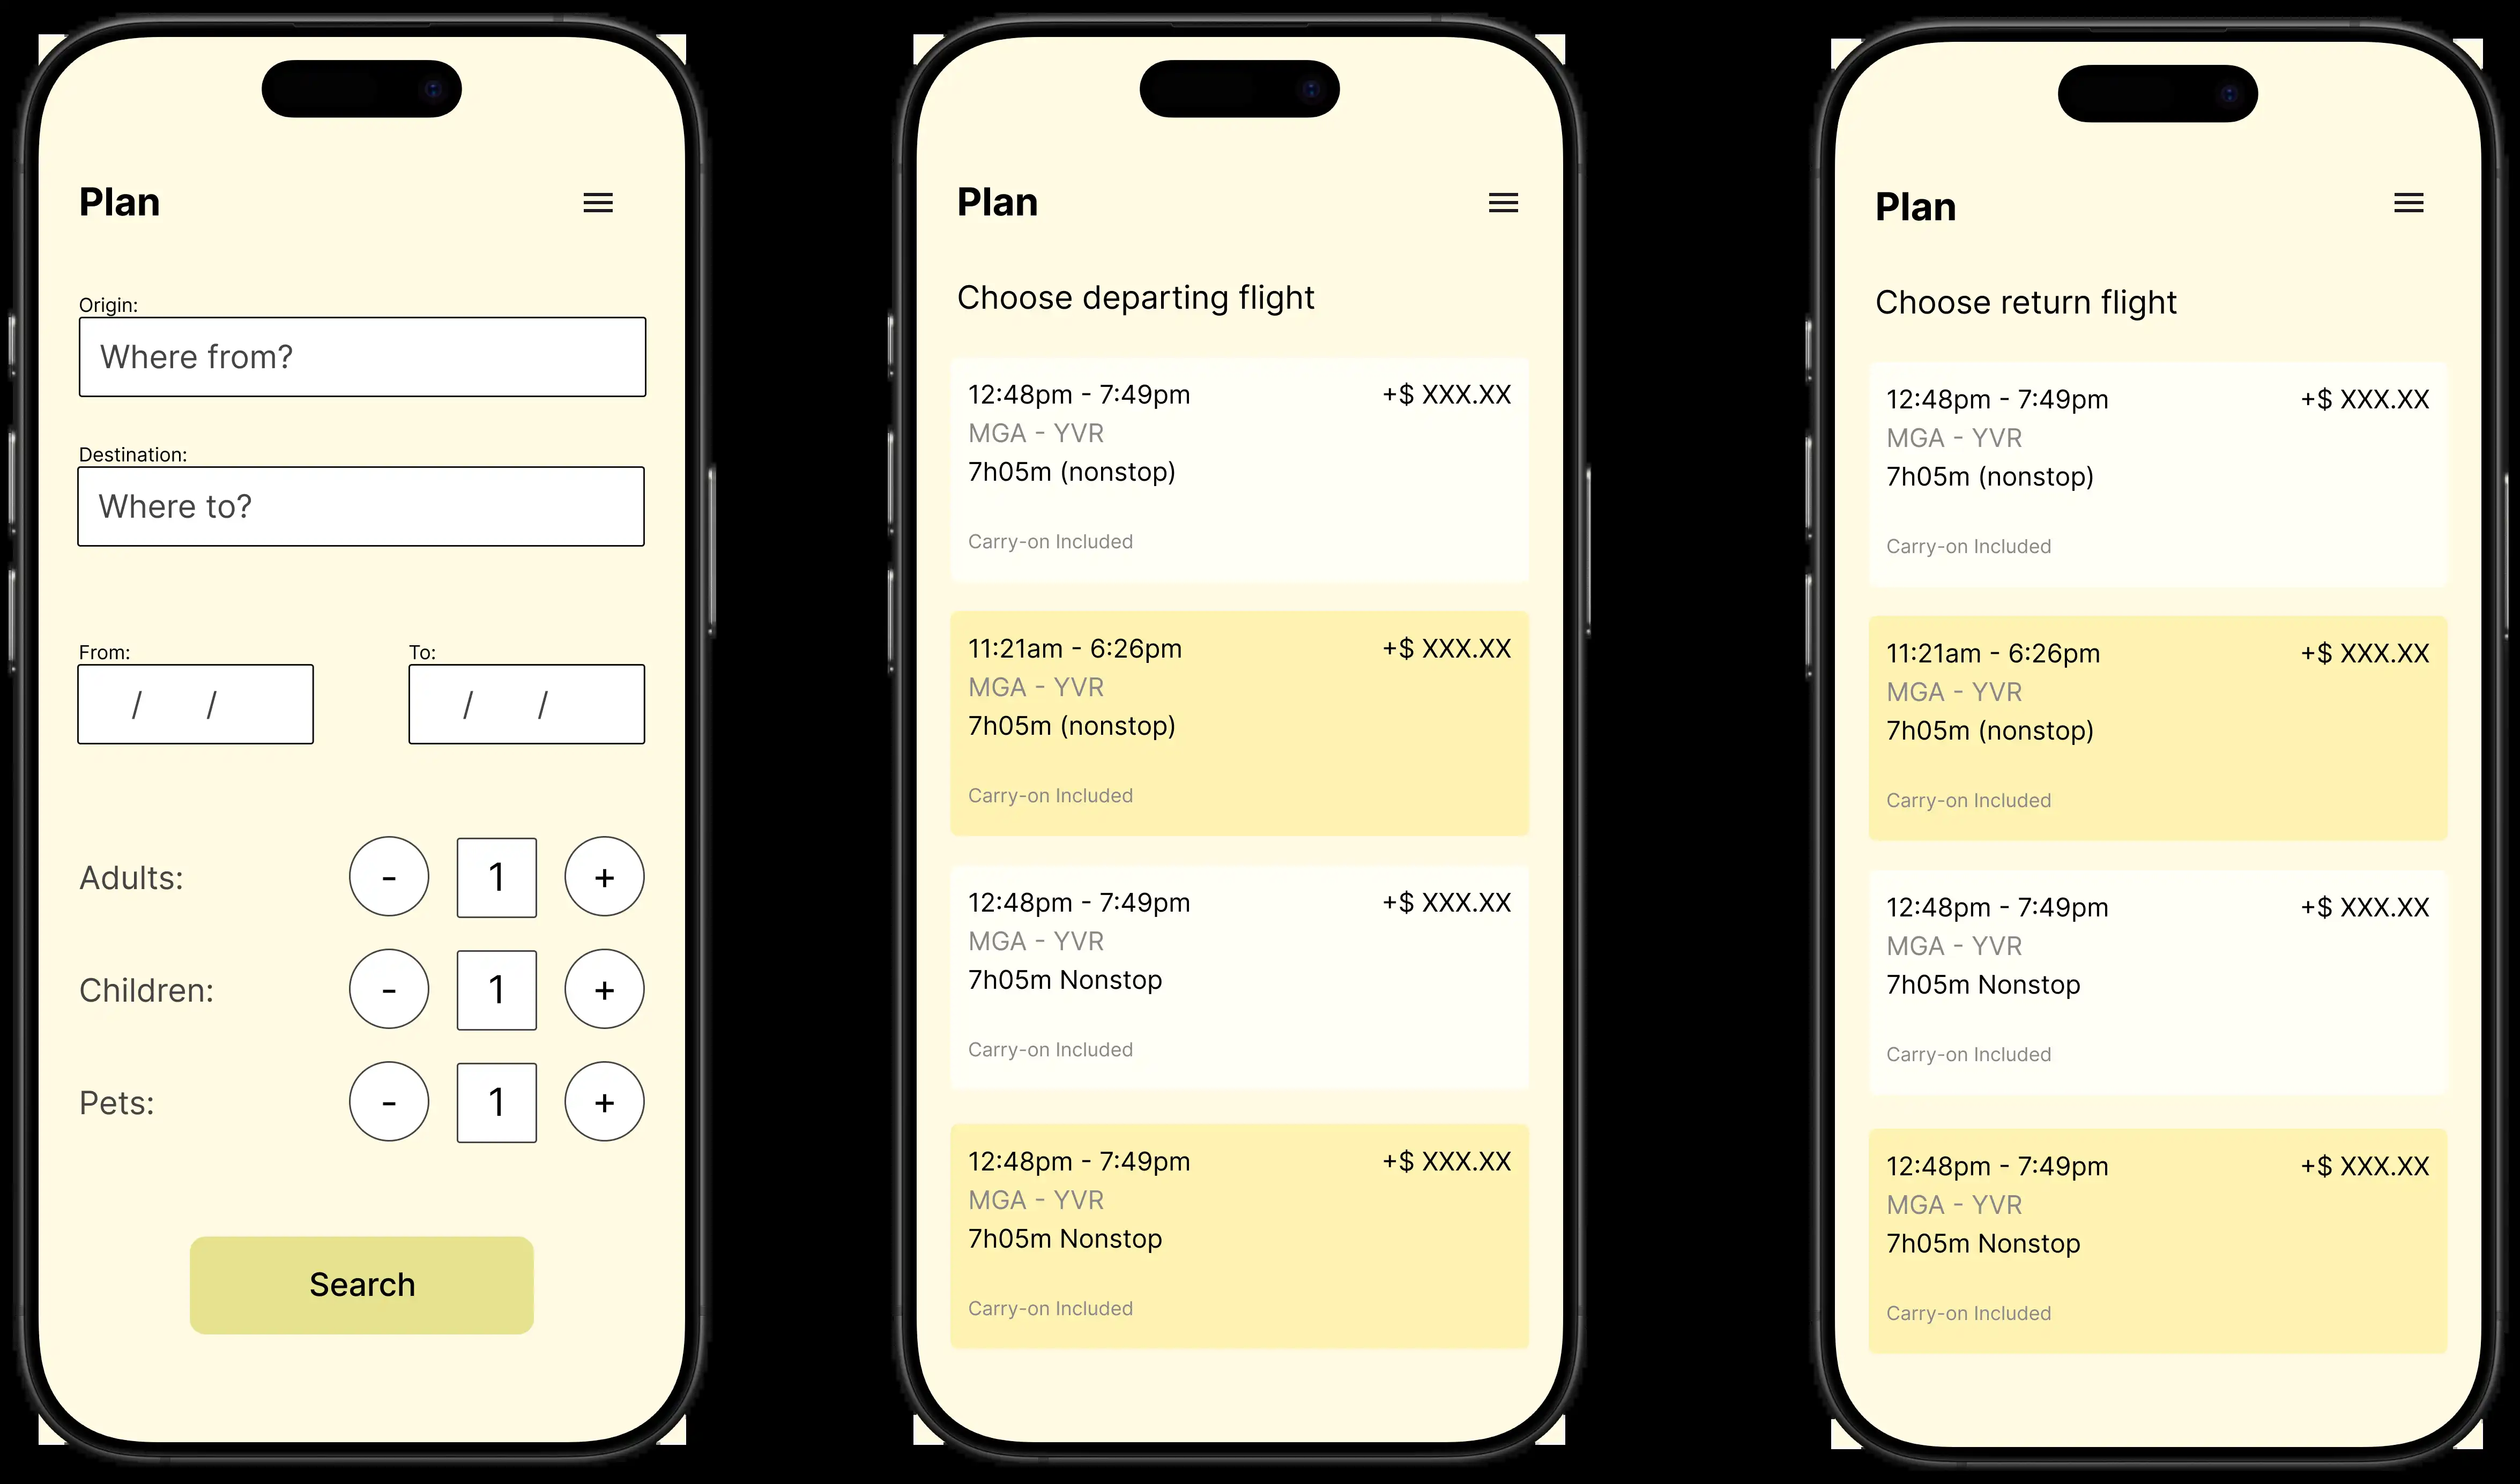 Plan
Origin:
Where from?
Destination:
Where to?
From: To:
/ / / /
Adults: - 1 +
Children: - 1 +
Pets: - 1 +
Search
Plan
Choose departing flight
12:48pm - 7:49pm +$ XXX.XX
MGA - YVR
7h05m (nonstop)
Carry-on Included
11:21am - 6:26pm +$ XXX.XX
MGA - YVR
7h05m (nonstop)
Carry-on Included
12:48pm - 7:49pm +$ XXX.XX
MGA - YVR
7h05m Nonstop
Carry-on Included
12:48pm - 7:49pm +$ XXX.XX
MGA - YVR
7h05m Nonstop
Carry-on Included
Plan
Choose return flight
12:48pm - 7:49pm +$ XXX.XX
MGA - YVR
7h05m (nonstop)
Carry-on Included
11:21am - 6:26pm +$ XXX.XX
MGA - YVR
7h05m (nonstop)
Carry-on Included
12:48pm - 7:49pm +$ XXX.XX
MGA - YVR
7h05m Nonstop
Carry-on Included
12:48pm - 7:49pm +$ XXX.XX
MGA - YVR
7h05m Nonstop
Carry-on Included